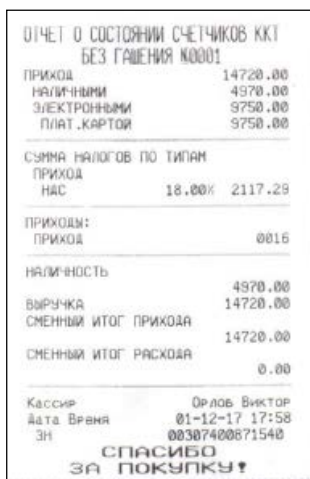 ОТЧЕТ О СОСТОЯНИИ СЧЕТЧИКОВ ККТ
БЕЗ ГАШЕНИЯ №0001
ПРИХОД 14720.00
НАЛИЧНЫМИ 4970.00
ЭЛЕКТРОННЫМИ 9750.00
ПЛАТ.КАРТОЙ 9750.00
СУММА НАЛОГОВ ПО ТИПАМ
ПРИХОД
НДС 18.00% 2117.29
ПРИХОДЫ:
ПРИХОД 0016
НАЛИЧНОСТЬ
4970.00
ВЫРУЧКА 14720.00
СМЕННЫЙ ИТОГ ПРИХОДА
14720.00
СМЕННЫЙ ИТОГ РАСХОДА
0.00
Кассир Орлов Виктор
Дата Время 01-12-17 17:58
ЗН 00307400871540
СПАСИБО
ЗА ПОКУПКУ!